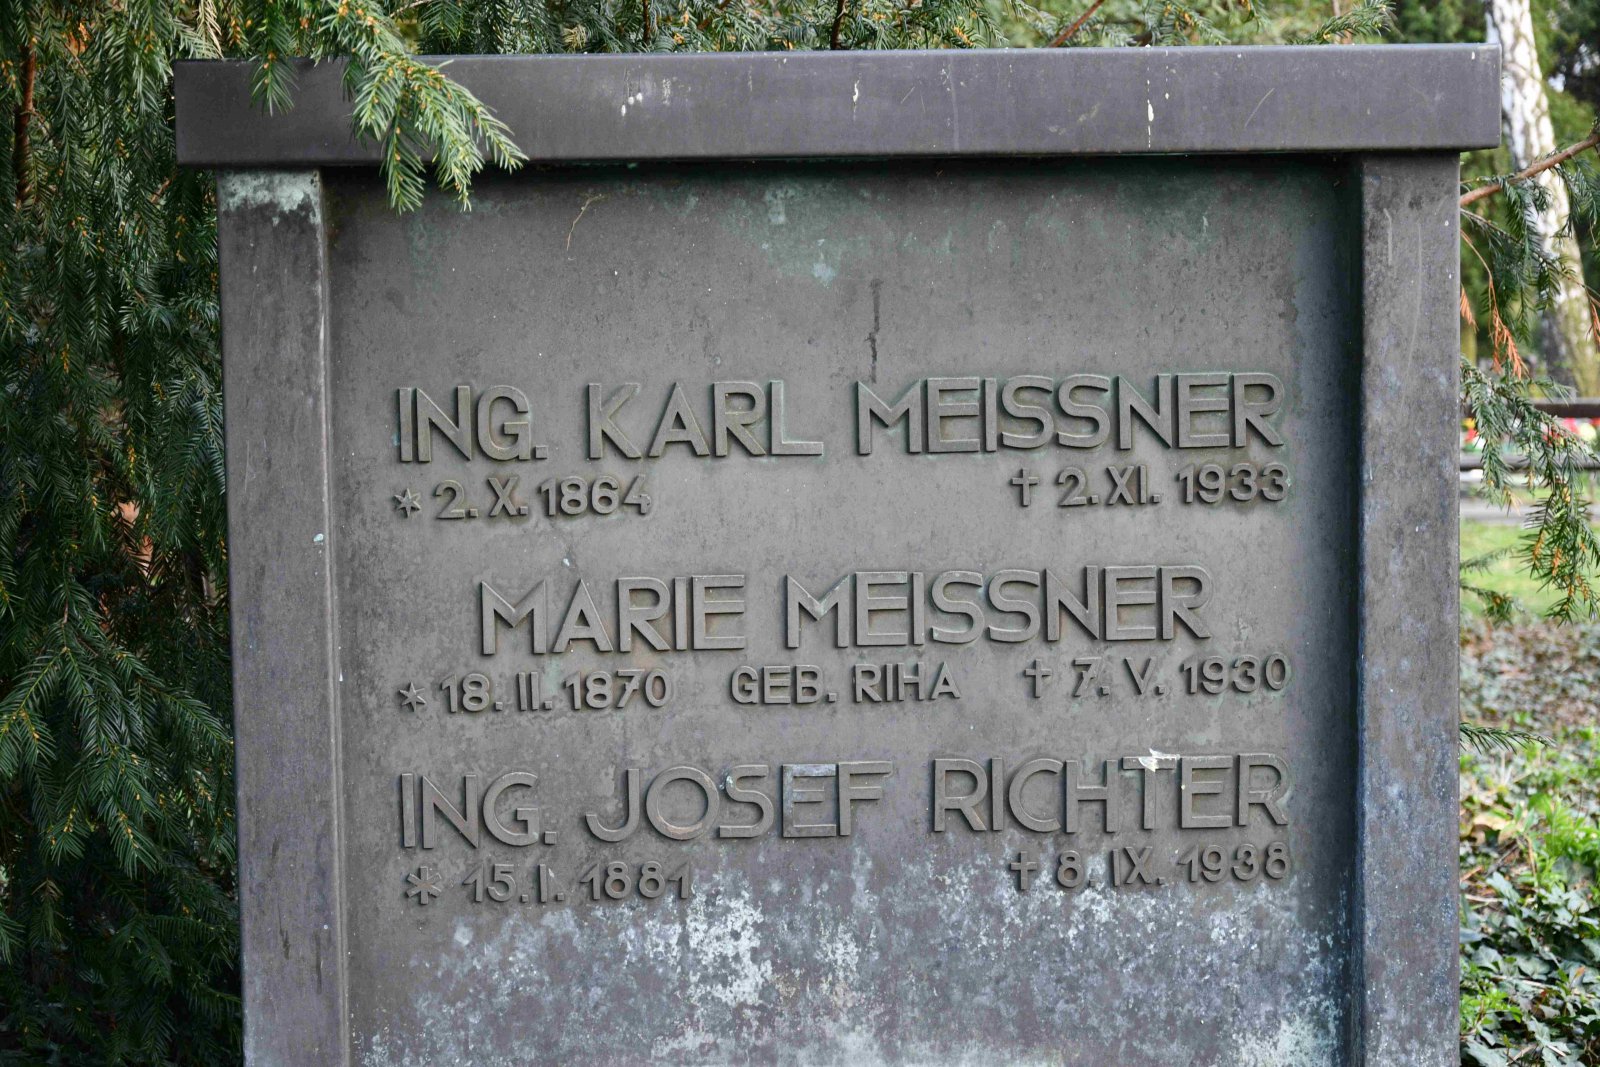 ING. KARL MEISSNER
* 2. X. 1864 † 2. XI. 1933
MARIE MEISSNER
* 18. II. 1870 GEB. RIHA † 7. V. 1930
ING. JOSEF RICHTER
* 15. I. 1881 † 8. IX. 1938